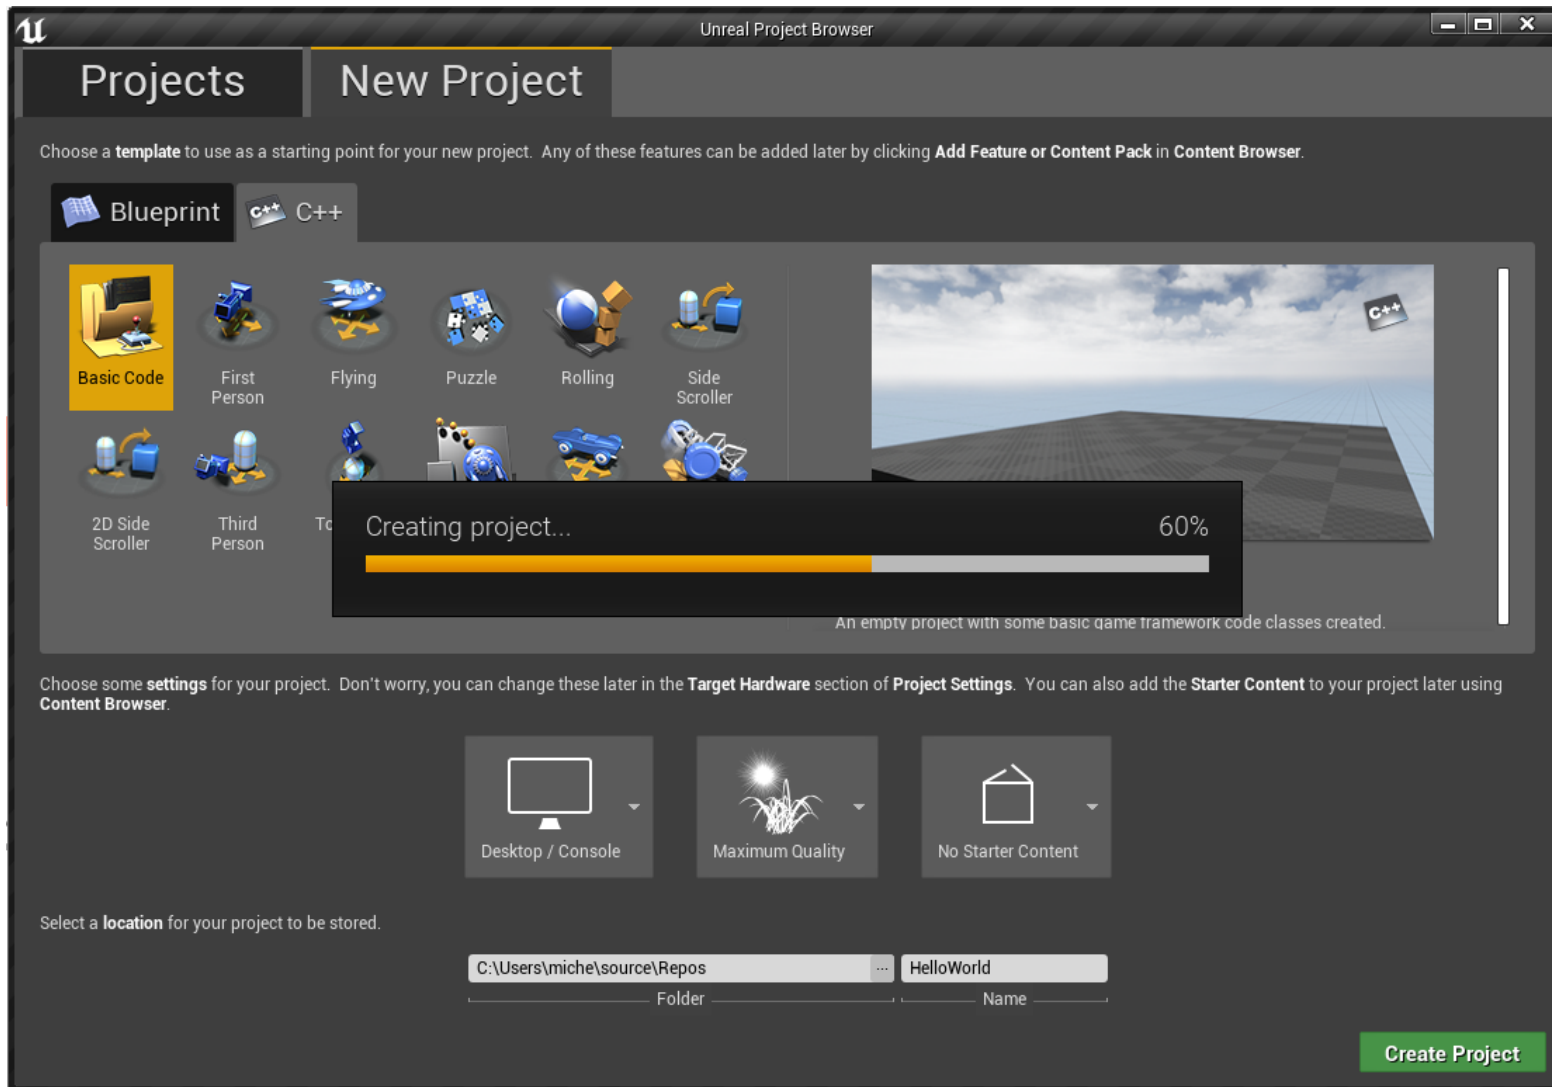 Unreal Project Browser
Projects
New Project
Choose a template to use as a starting point for your new project. Any of these features can be added later by clicking Add Feature or Content Pack in Content Browser.
Blueprint
C++
C++
C++
Basic Code
First
Person
Flying
Puzzle
Rolling
Side
Scroller
2D Side
Scroller
Third
Person
Creating project...
60%
An empty project with some basic game framework code classes created.
Choose some settings for your project. Don't worry, you can change these later in the Target Hardware section of Project Settings. You can also add the Starter Content to your project later using
Content Browser.
Desktop / Console
Maximum Quality
No Starter Content
Select a location for your project to be stored.
C:\Users\miche\source\Repos
...
HelloWorld
Folder
Name
Create Project